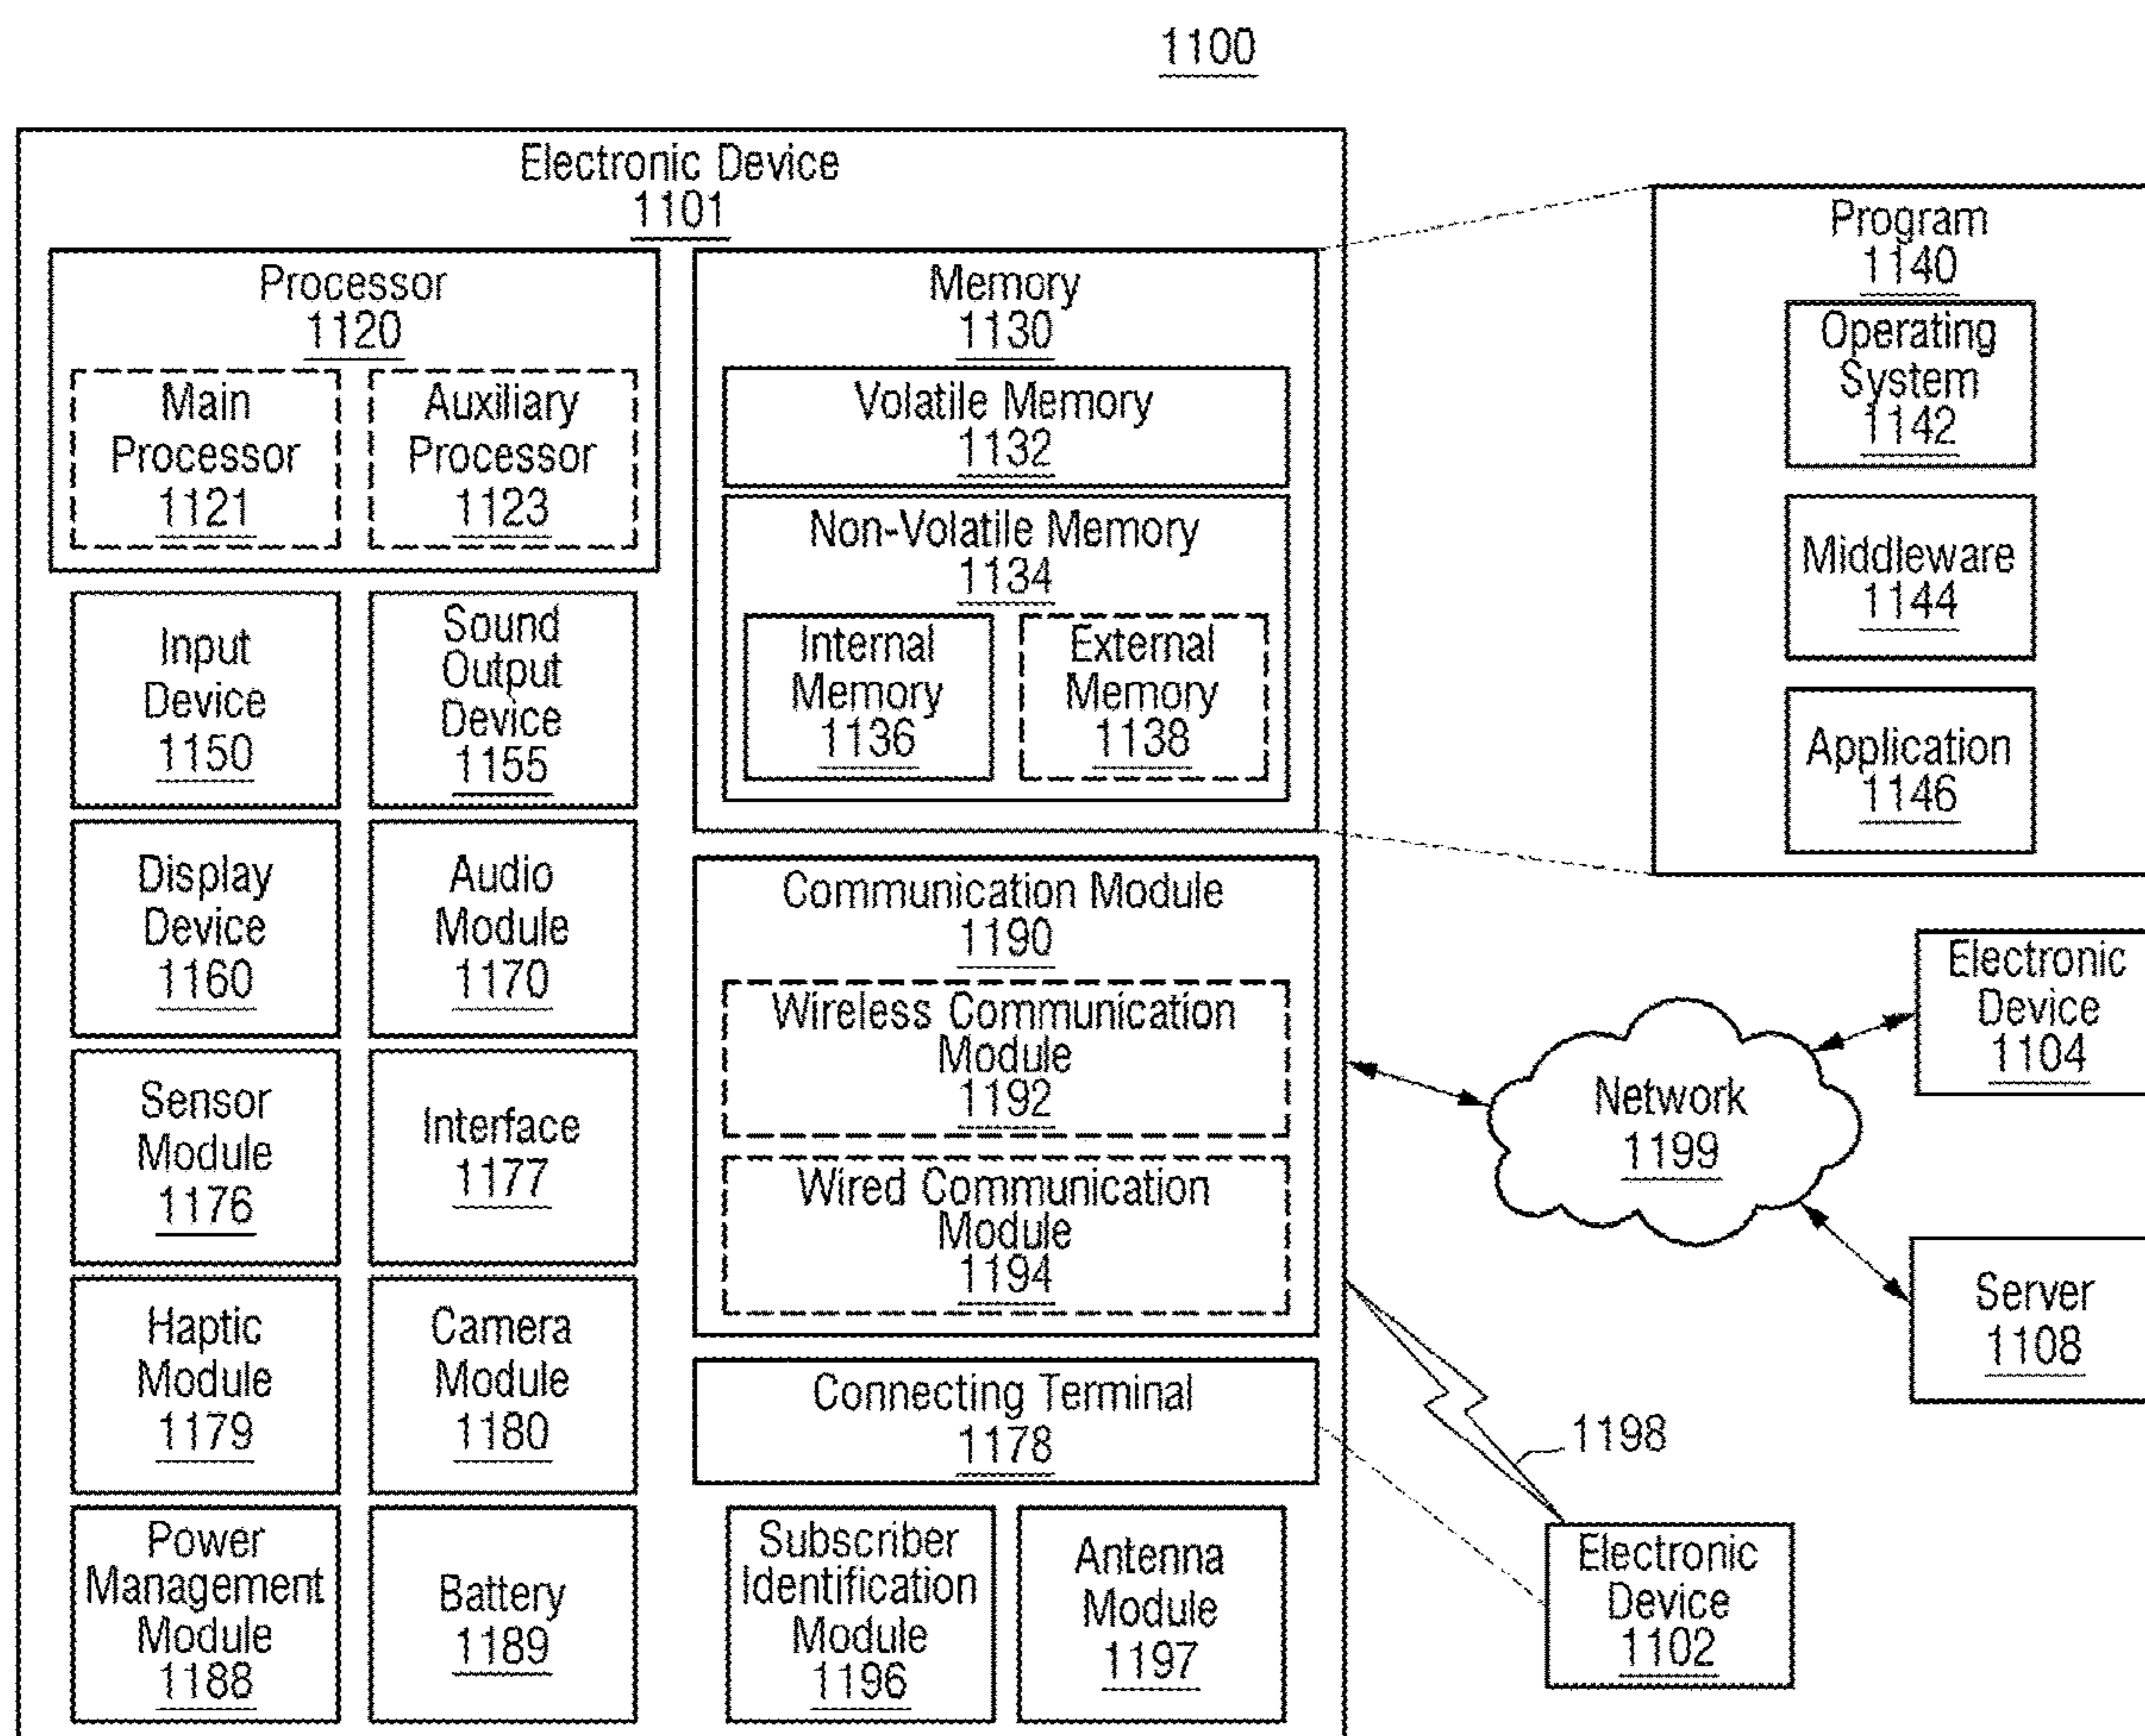 1100
Electronic Device
1101
Processor
1120
Main
Processor
1121
Auxiliary
Processor
1123
Memory
1130
Volatile Memory
1132
Non-Volatile Memory
1134
Internal
Memory
1136
External
Memory
1138
Program
1140
Operating
System
1142
Middleware
1144
Application
1146
Input
Device
1150
Sound
Output
Device
1155
Display
Device
1160
Audio
Module
1170
Sensor
Module
1176
Interface
1177
Haptic
Module
1179
Camera
Module
1180
Power
Management
Module
1188
Battery
1189
Communication Module
1190
Wireless Communication
Module
1192
Wired Communication
Module
1194
Connecting Terminal
1178
Subscriber
Identification
Module
1196
Antenna
Module
1197
Network
1199
Electronic
Device
1104
Server
1108
1198
Electronic
Device
1102